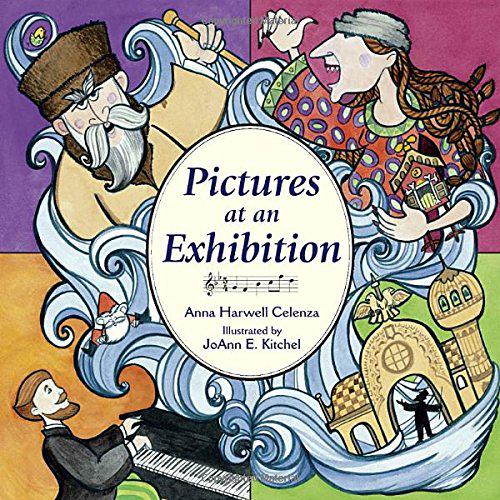 Pictures
at an
Exhibition
Anna Harwell Celenza
Illustrated by
JoAnn E. Kitchel